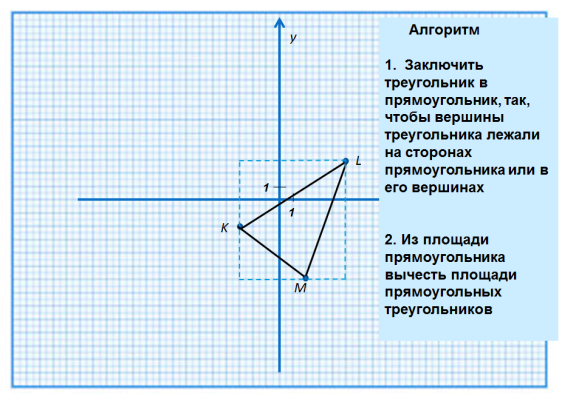 y
Алгоритм
1. Заключить
треугольник в
прямоугольник, так,
чтобы вершины
треугольника лежали
на сторонах
прямоугольника или в
его вершинах
L
1
1
K
M
2. Из площади
прямоугольника
вычесть площади
прямоугольных
треугольников